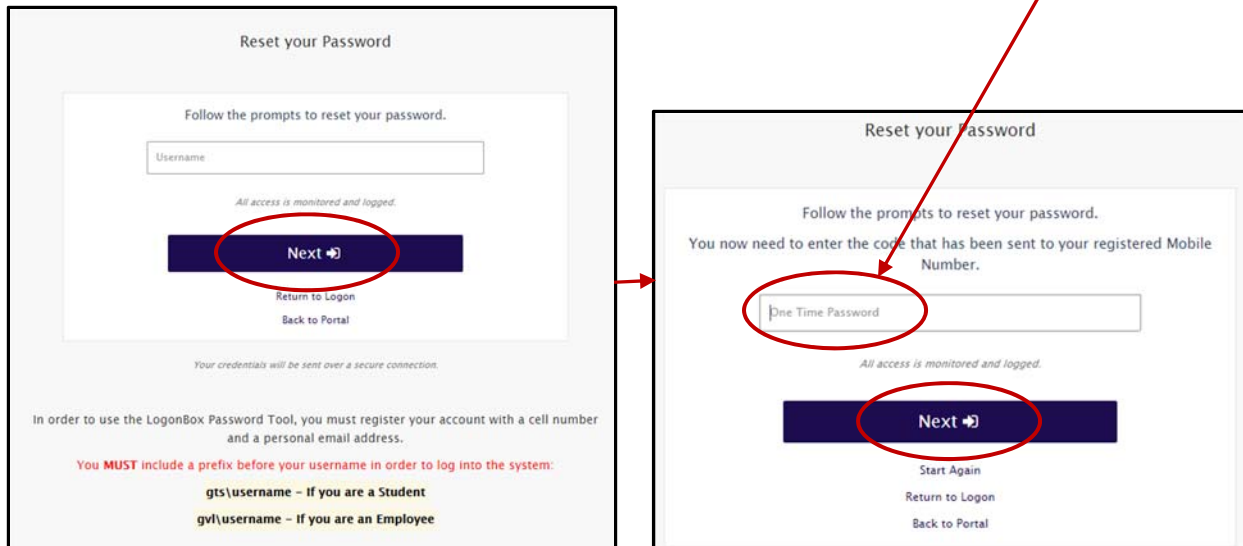 Reset your Password
Follow the prompts to reset your password.
Username
All access is monitored and logged.
Next
Return to Logon
Back to Portal
Your credentials will be sent over a secure connection.
In order to use the LogonBox Password Tool, you must register your account with a cell number
and a personal email address.
You MUST include a prefix before your username in order to log into the system:
gts\username – If you are a Student
gvl\username – If you are an Employee
Reset your Password
Follow the prompts to reset your password.
You now need to enter the code that has been sent to your registered Mobile
Number.
One Time Password
All access is monitored and logged.
Next
Start Again
Return to Logon
Back to Portal